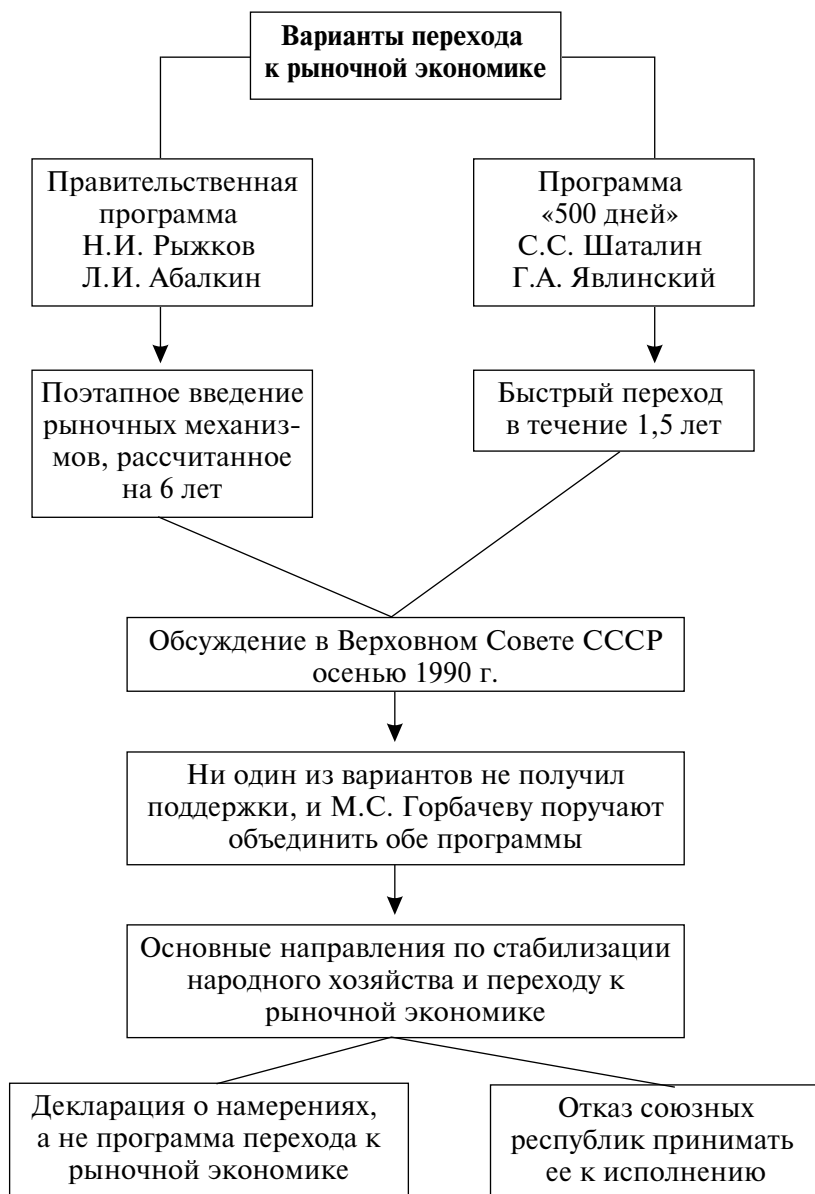 Варианты перехода
к рыночной экономике
Правительственная
программа
Н.И. Рыжков
Л.И. Абалкин
Программа
«500 дней»
С.С. Шаталин
Г.А. Явлинский
Поэтапное введение
рыночных механиз-
мов, рассчитанное
на 6 лет
Быстрый переход
в течение 1,5 лет
Обсуждение в Верховном Совете СССР
осенью 1990 г.
Ни один из вариантов не получил
поддержки, и М.С. Горбачеву поручают
объединить обе программы
Основные направления по стабилизации
народного хозяйства и переходу к
рыночной экономике
Декларация о намерениях,
а не программа перехода к
рыночной экономике
Отказ союзных
республик принимать
ее к исполнению